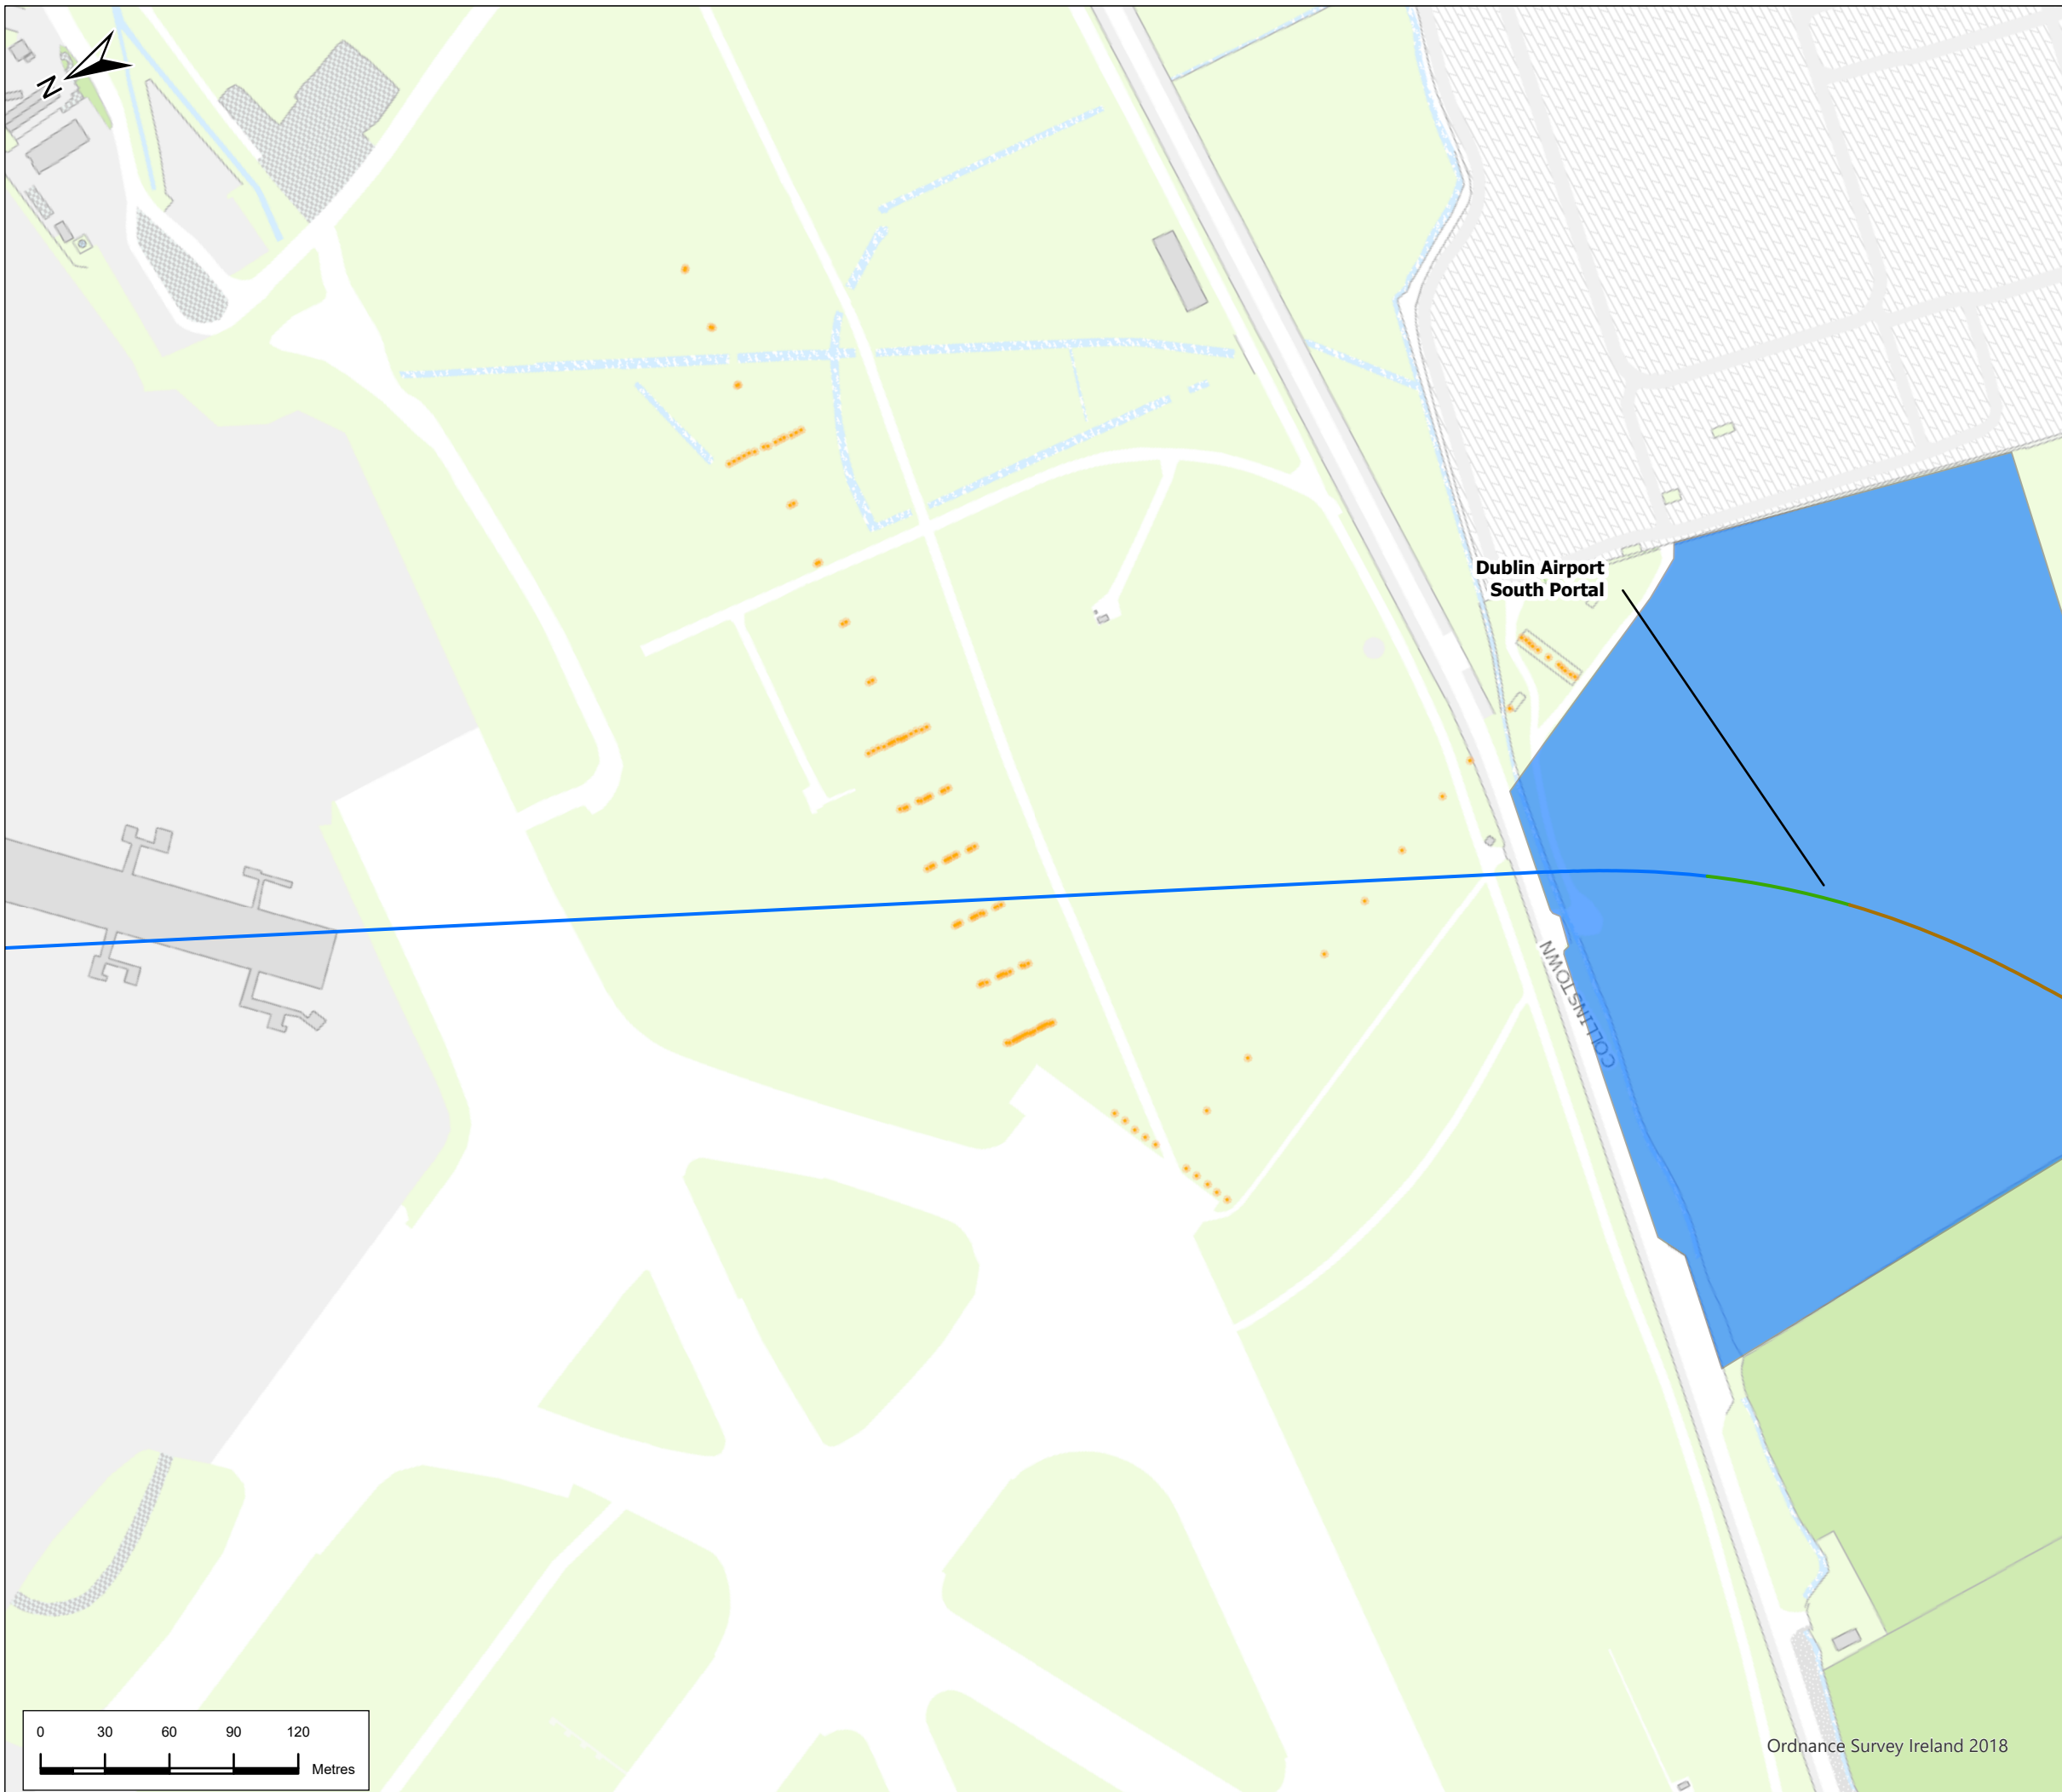 N
Dublin Airport
South Portal
COLLINSTOWN
0 30 60 90 120
Metres
Ordnance Survey Ireland 2018